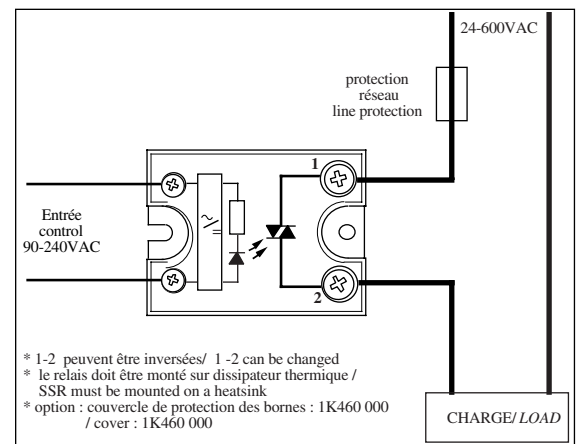 24-600VAC
protection
réseau
line protection
1
Entrée
control
90-240VAC
~/=
2
* 1-2 peuvent être inversées/ 1 -2 can be changed
* le relais doit être monté sur dissipateur thermique /
SSR must be mounted on a heatsink
* option : couvercle de protection des bornes : 1K460 000
/ cover : 1K460 000
CHARGE/ LOAD